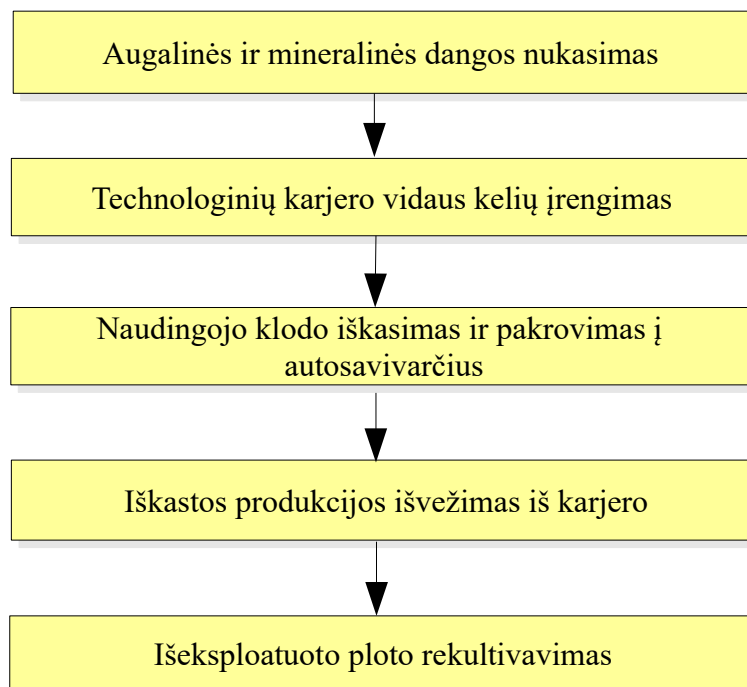 Augalinės ir mineralinės dangos nukasimas
Technologinių karjero vidaus kelių įrengimas
Naudingojo klodo iškasimas ir pakrovimas į
autosavivarčius
Iškastos produkcijos išvežimas iš karjero
Išeksploatuoto ploto rekultivavimas